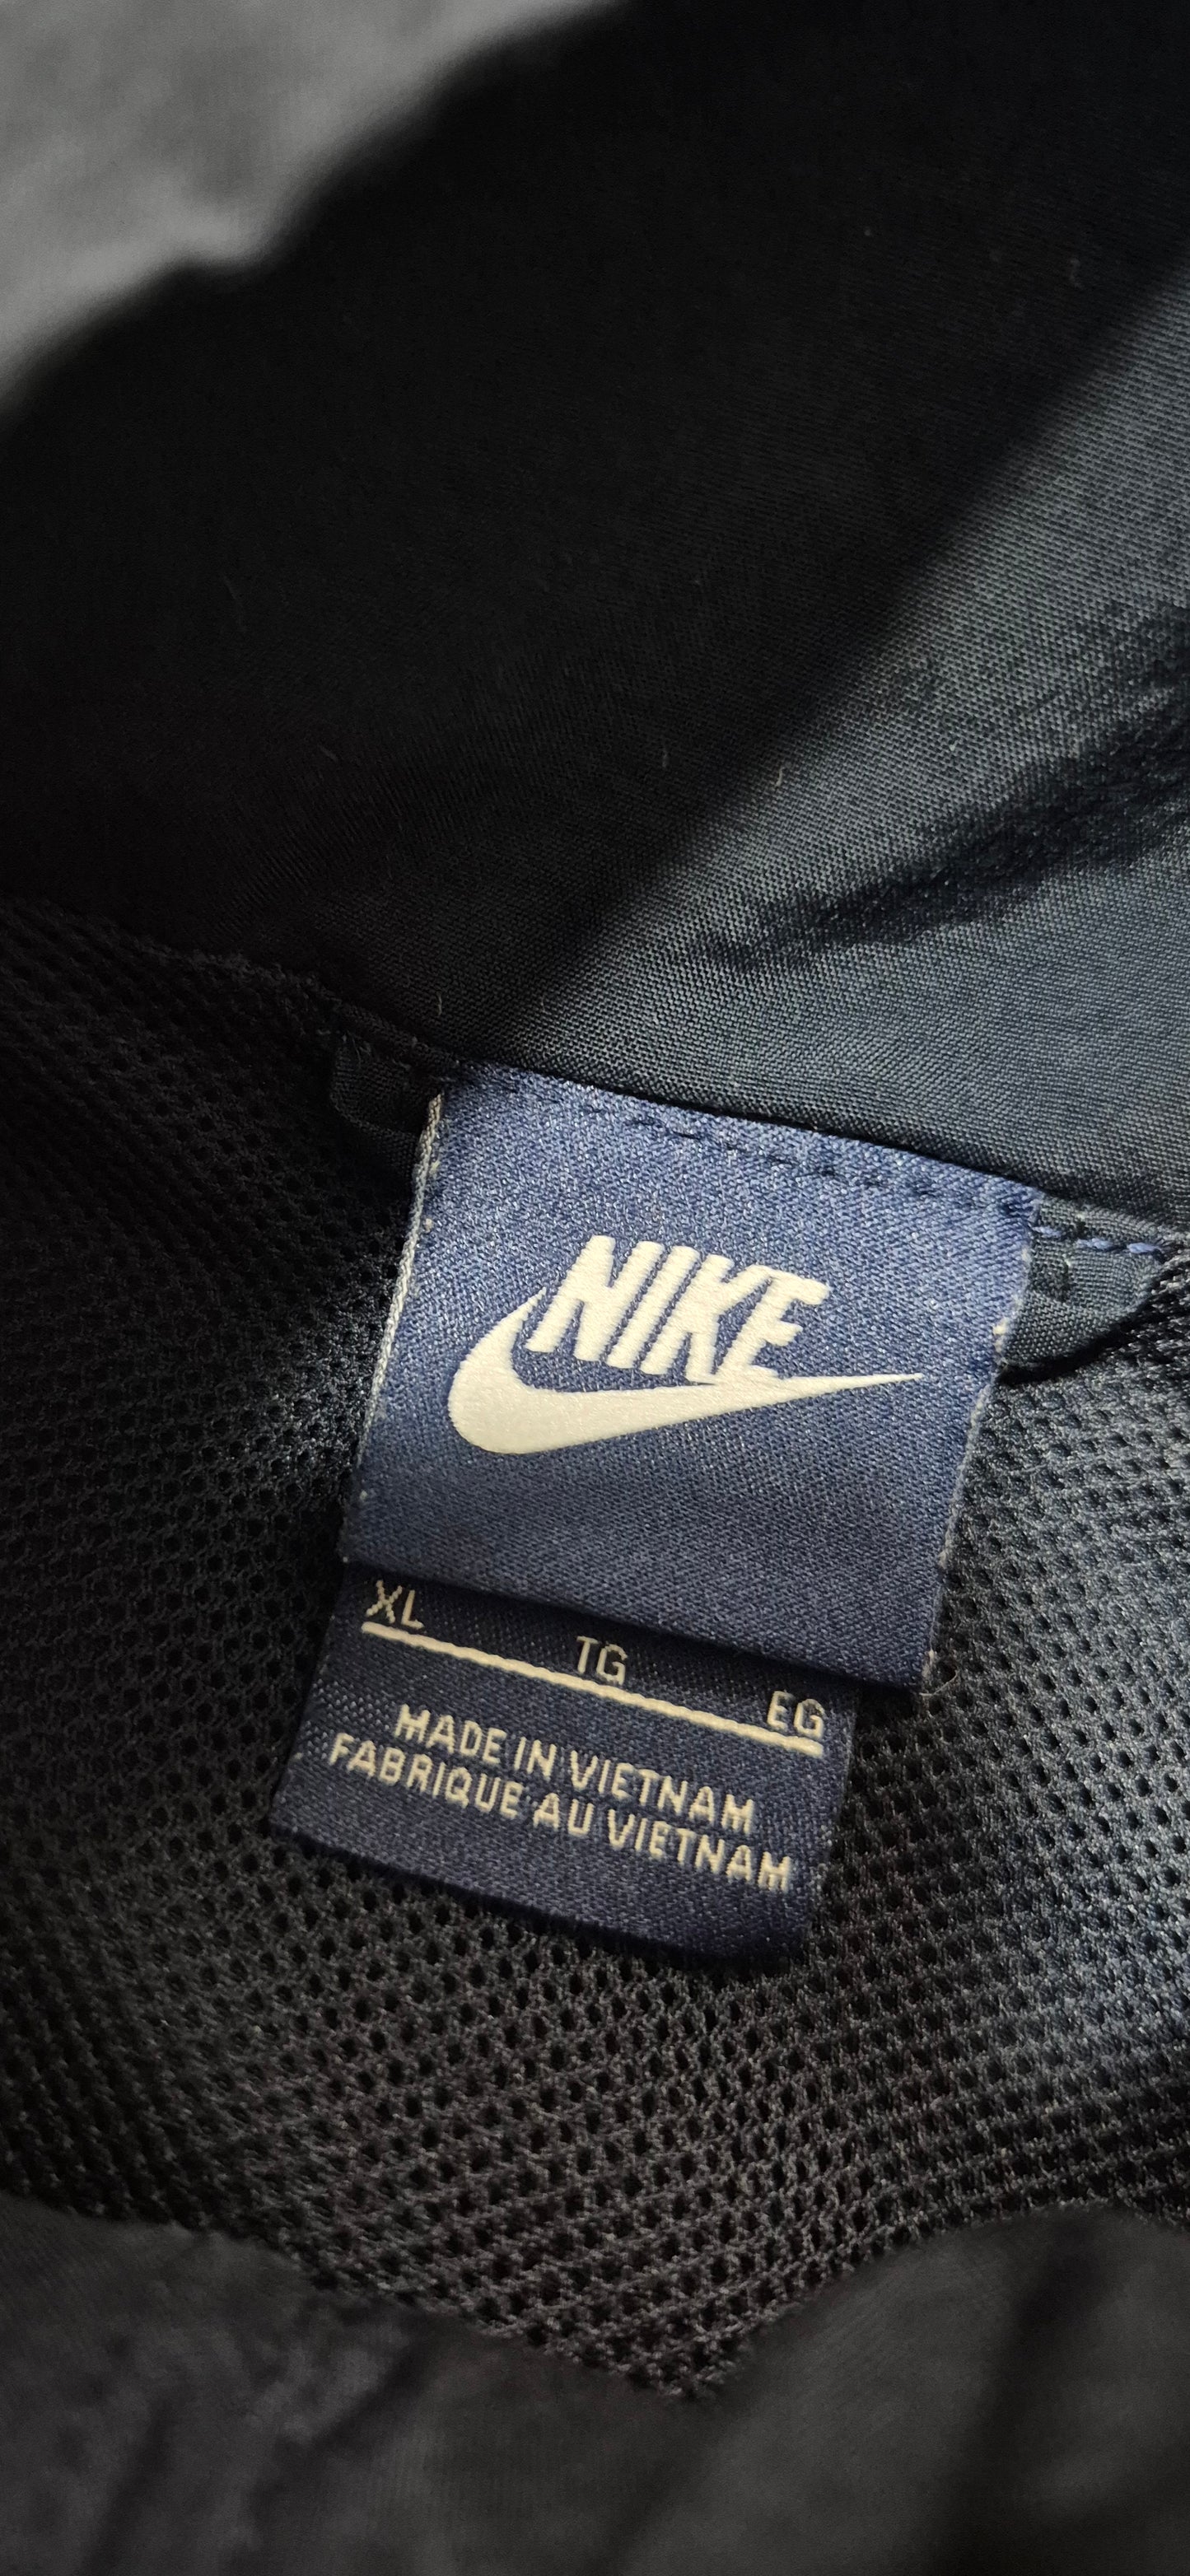 NIKE
XL TG EG
MADE IN VIETNAM
FABRIQUE AU VIETNAM